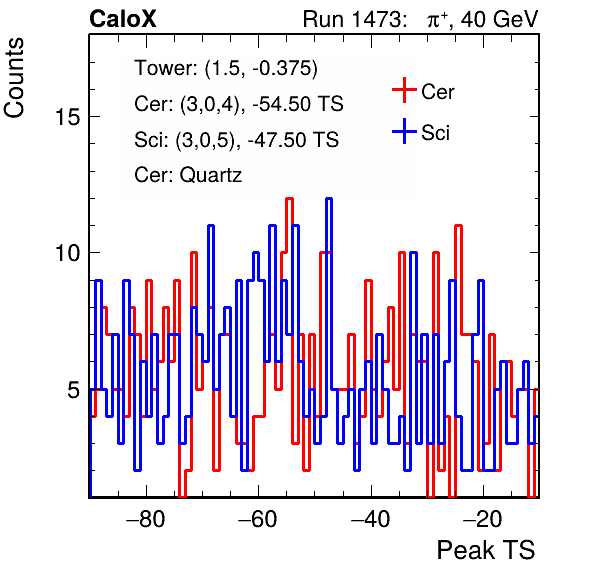 CaloX Run 1473: π⁺, 40 GeV
Counts
Tower: (1.5, -0.375)
Cer: (3,0,4), -54.50 TS
Sci: (3,0,5), -47.50 TS
Cer: Quartz
Cer
Sci
15
10
5
−80 −60 −40 −20
Peak TS